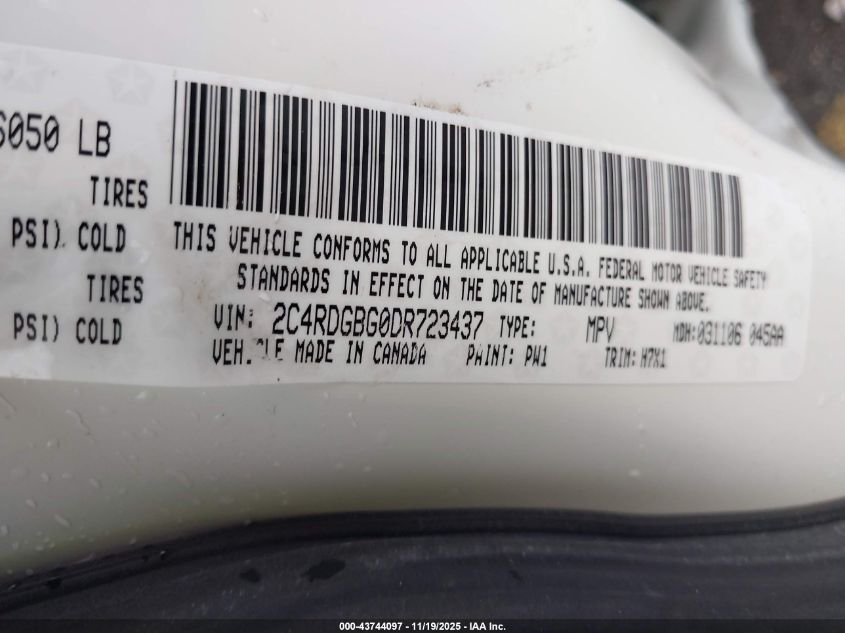 6050 LB
TIRES
PSI) COLD
TIRES
PSI) COLD
THIS VEHICLE CONFORMS TO ALL APPLICABLE U.S.A. FEDERAL MOTOR VEHICLE SAFETY
STANDARDS IN EFFECT ON THE DATE OF MANUFACTURE SHOWN ABOVE.
VIN: 2C4RDGBG0DR723437 TYPE: MPV MDH:031106 045AA
MADE IN CANADA PAINT: PW1 TRIM: H7X1
000-43744097 - 11/19/2025 - IAA Inc.